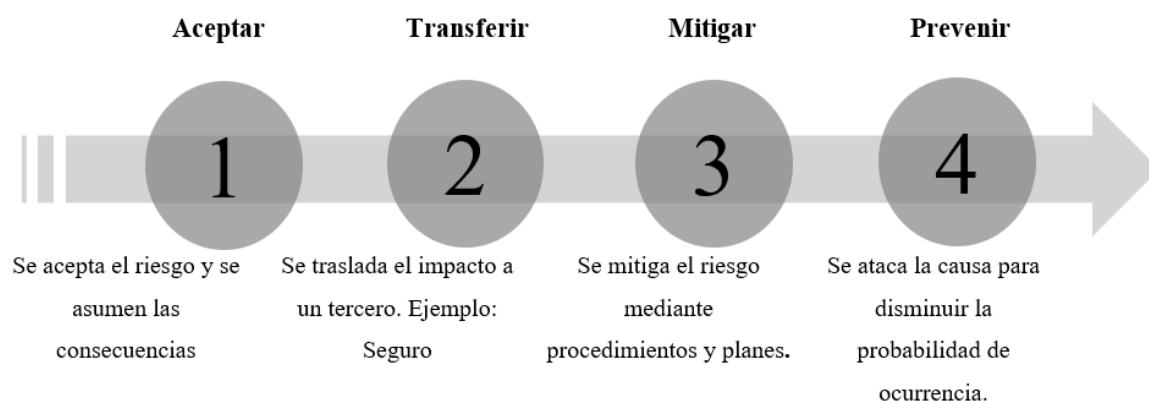 Aceptar
Transferir
Mitigar
Prevenir
1
2
3
4
Se acepta el riesgo y se
asumen las
consecuencias
Se traslada el impacto a
un tercero. Ejemplo:
Seguro
Se mitiga el riesgo
mediante
procedimientos y planes.
Se ataca la causa para
disminuir la
probabilidad de
ocurrencia.